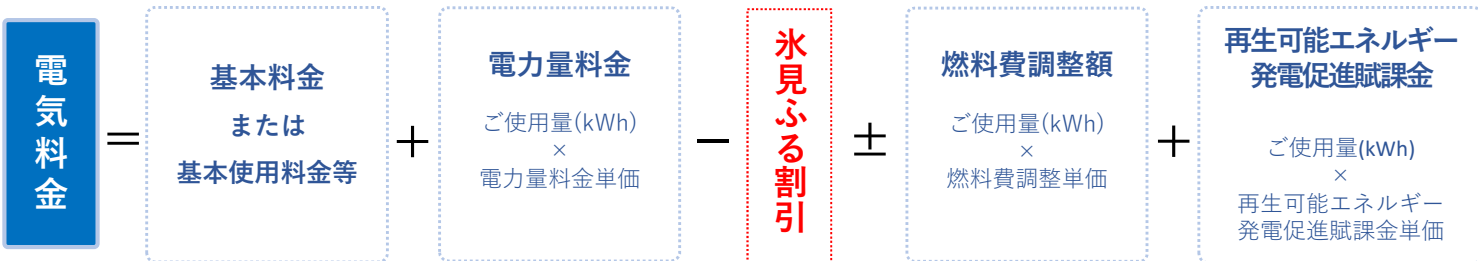 電気料金
＝
基本料金
または
基本使用料金等
＋
電力量料金
ご使用量(kWh)
×
電力量料金単価
－
氷見ふる割引
±
燃料費調整額
ご使用量(kWh)
×
燃料費調整単価
＋
再生可能エネルギー
発電促進賦課金
ご使用量(kWh)
×
再生可能エネルギー
発電促進賦課金単価